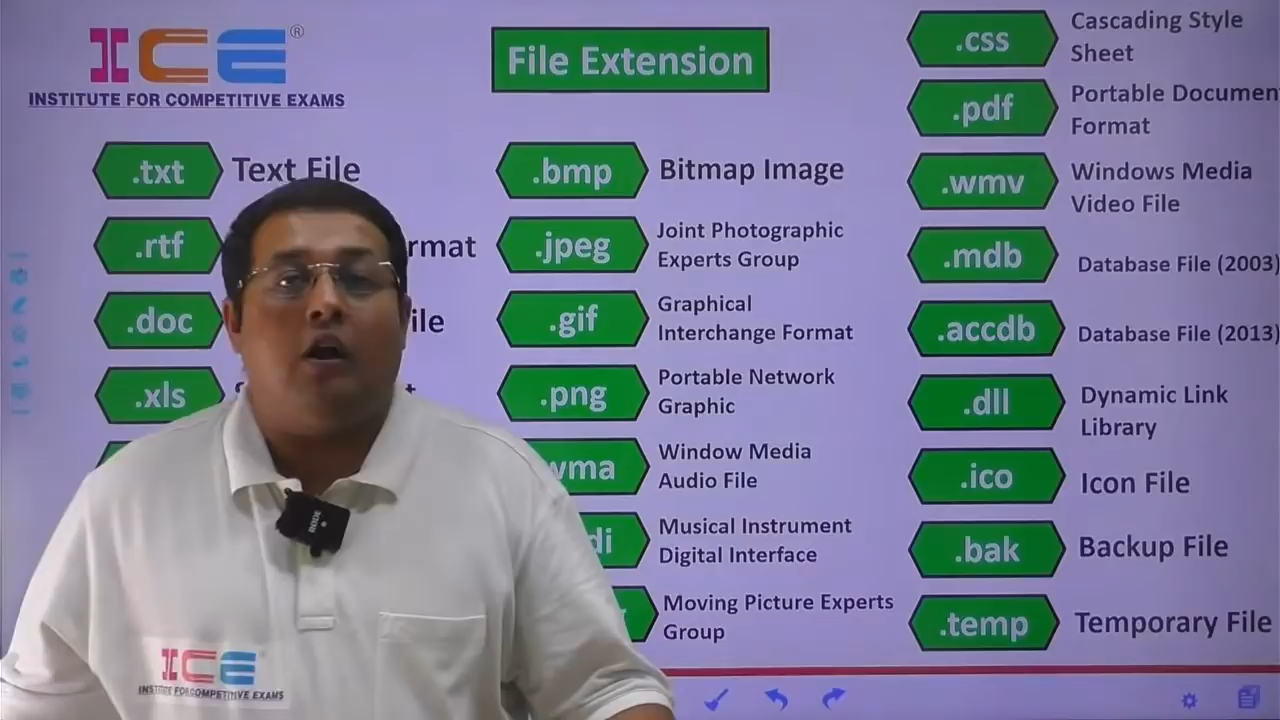 ICE®
INSTITUTE FOR COMPETITIVE EXAMS
File Extension
.txt Text File
.rtf
.doc
.xls
.bmp Bitmap Image
.jpeg Joint Photographic
Experts Group
.gif Graphical
Interchange Format
.png Portable Network
Graphic
Window Media
Audio File
Musical Instrument
Digital Interface
Moving Picture Experts
Group
.css Cascading Style
Sheet
.pdf Portable Documen
Format
.wmv Windows Media
Video File
.mdb Database File (2003)
.accdb Database File (2013)
.dll Dynamic Link
Library
.ico Icon File
.bak Backup File
.temp Temporary File
RODE
ICE
INSTITUTE FOR COMPETITIVE EXAMS